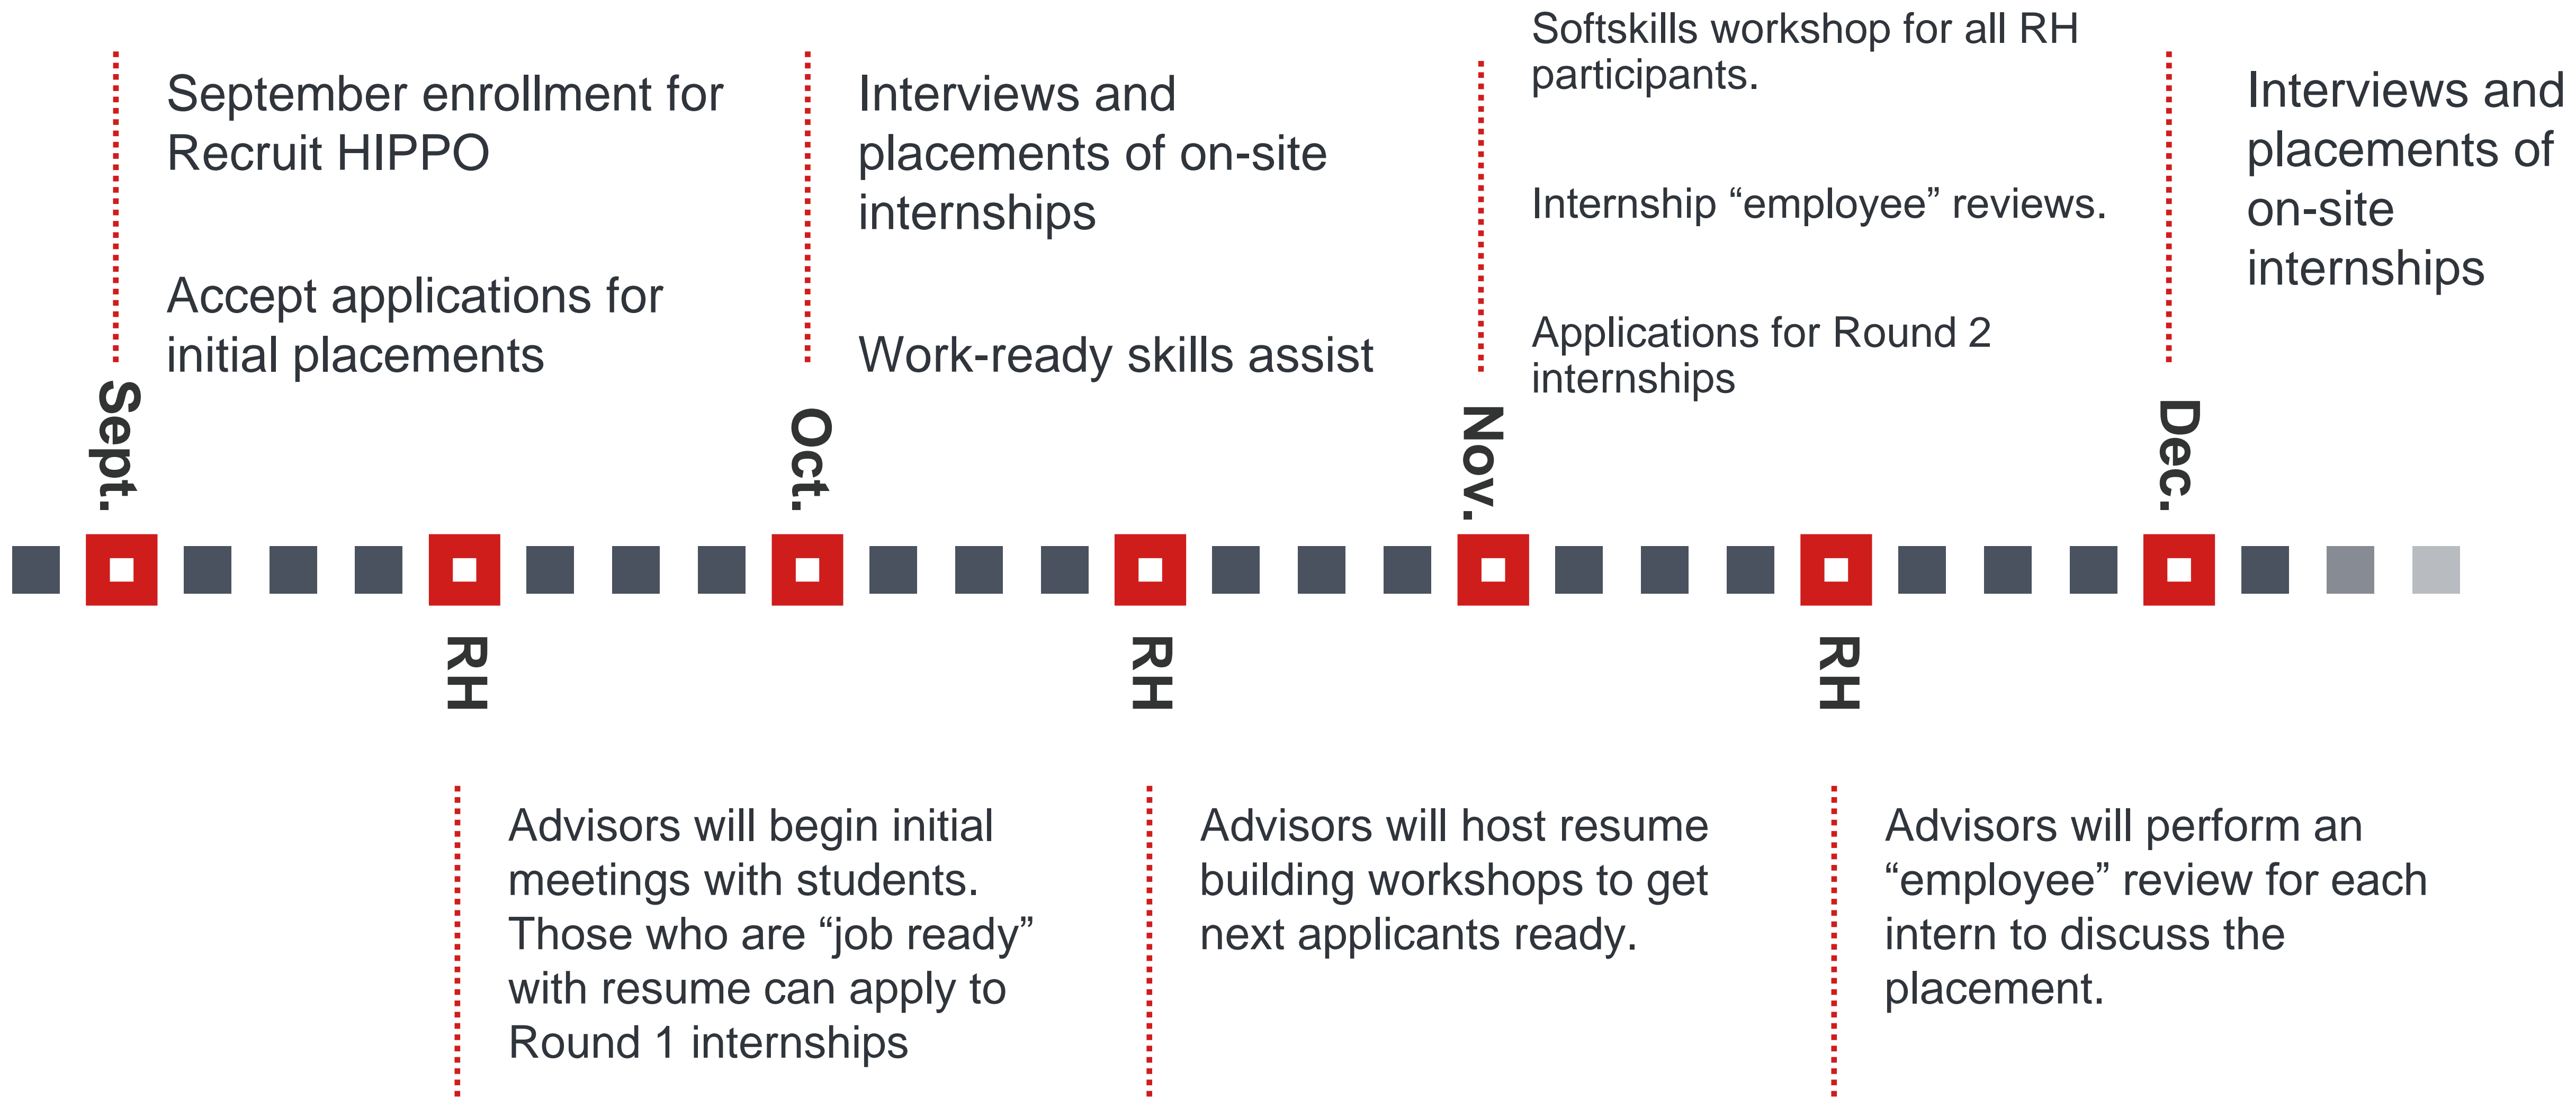 September enrollment for
Recruit HIPPO
Accept applications for
initial placements
Interviews and
placements of on-site
internships
Work-ready skills assist
Softskills workshop for all RH
participants.
Internship “employee” reviews.
Applications for Round 2
internships
Interviews and
placements of
on-site
internships
Sept.
Oct.
Nov.
Dec.
RH
RH
RH
Advisors will begin initial
meetings with students.
Those who are “job ready”
with resume can apply to
Round 1 internships
Advisors will host resume
building workshops to get
next applicants ready.
Advisors will perform an
“employee” review for each
intern to discuss the
placement.